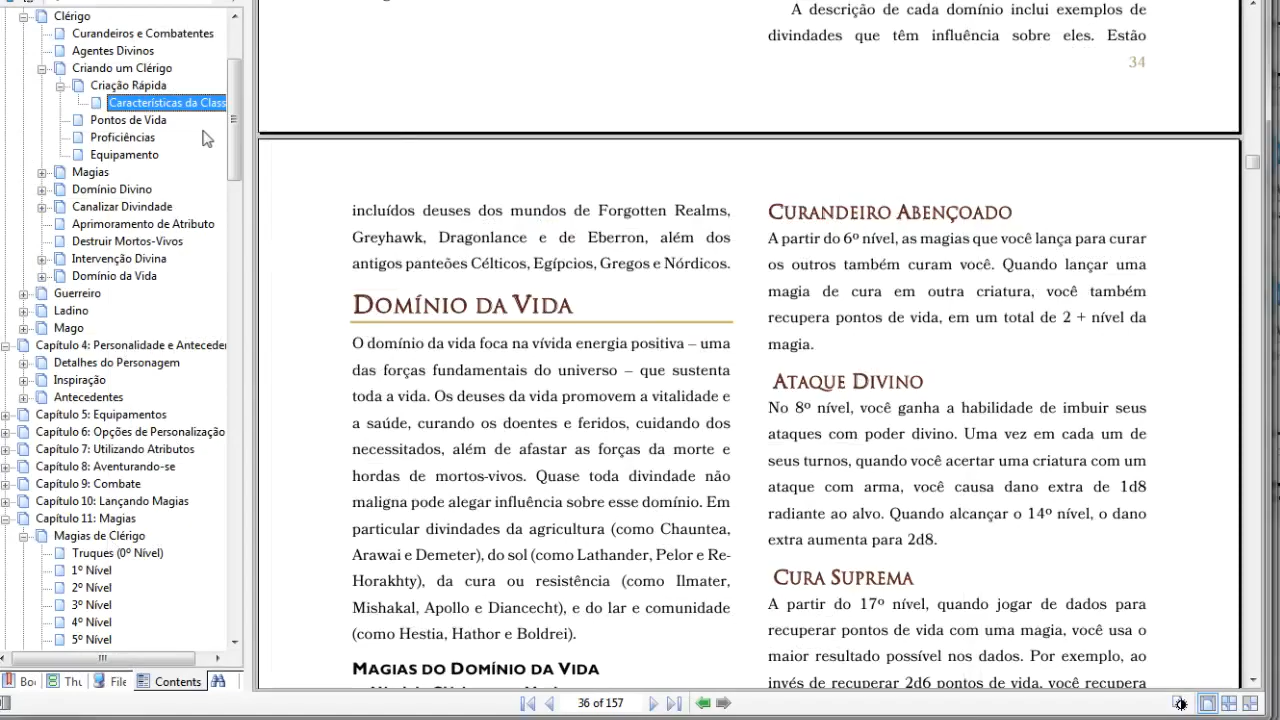 Clérigo
Curandeiros e Combatentes
Agentes Divinos
Criando um Clérigo
Criação Rápida
Características da Class
Pontos de Vida
Proficiências
Equipamento
Magias
Domínio Divino
Canalizar Divindade
Aprimoramento de Atributo
Destruir Mortos-Vivos
Intervenção Divina
Domínio da Vida
Guerreiro
Ladino
Mago
Capítulo 4: Personalidade e Anteceder
Detalhes do Personagem
Inspiração
Antecedentes
Capítulo 5: Equipamentos
Capítulo 6: Opções de Personalização
Capítulo 7: Utilizando Atributos
Capítulo 8: Aventurando-se
Capítulo 9: Combate
Capítulo 10: Lançando Magias
Capítulo 11: Magias
Magias de Clérigo
Truques (0º Nível)
1º Nível
2º Nível
3º Nível
4º Nível
5º Nível
Bo Thu File Contents
A descrição de cada domínio inclui exemplos de
divindades que têm influência sobre eles. Estão
34
incluídos deuses dos mundos de Forgotten Realms,
Greyhawk, Dragonlance e de Eberron, além dos
antigos panteões Célticos, Egípcios, Gregos e Nórdicos.
Domínio da Vida
O domínio da vida foca na vívida energia positiva – uma
das forças fundamentais do universo – que sustenta
toda a vida. Os deuses da vida promovem a vitalidade e
a saúde, curando os doentes e feridos, cuidando dos
necessitados, além de afastar as forças da morte e
hordas de mortos-vivos. Quase toda divindade não
maligna pode alegar influência sobre esse domínio. Em
particular divindades da agricultura (como Chauntea,
Arawai e Demeter), do sol (como Lathander, Pelor e Re-
Horakhty), da cura ou resistência (como Ilmater,
Mishakal, Apollo e Diancecht), e do lar e comunidade
(como Hestia, Hathor e Boldrei).
Magias do Domínio da Vida
Curandeiro Abençoado
A partir do 6º nível, as magias que você lança para curar
os outros também curam você. Quando lançar uma
magia de cura em outra criatura, você também
recupera pontos de vida, em um total de 2 + nível da
magia.
Ataque Divino
No 8º nível, você ganha a habilidade de imbuir seus
ataques com poder divino. Uma vez em cada um de
seus turnos, quando você acertar uma criatura com um
ataque com arma, você causa dano extra de 1d8
radiante ao alvo. Quando alcançar o 14º nível, o dano
extra aumenta para 2d8.
Cura Suprema
A partir do 17º nível, quando jogar de dados para
recuperar pontos de vida com uma magia, você usa o
maior resultado possível nos dados. Por exemplo, ao
invés de recuperar 2d6 pontos de vida, você recupera
36 of 157